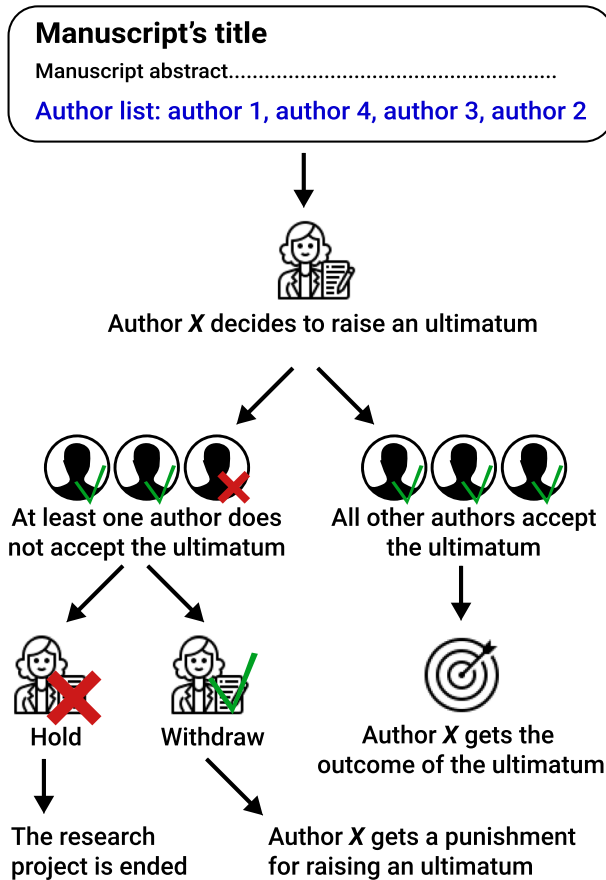 Manuscript's title
Manuscript abstract.......................................................
Author list: author 1, author 4, author 3, author 2
Author X decides to raise an ultimatum
At least one author does
not accept the ultimatum
All other authors accept
the ultimatum
Hold
Withdraw
Author X gets the
outcome of the ultimatum
The research
project is ended
Author X gets a punishment
for raising an ultimatum